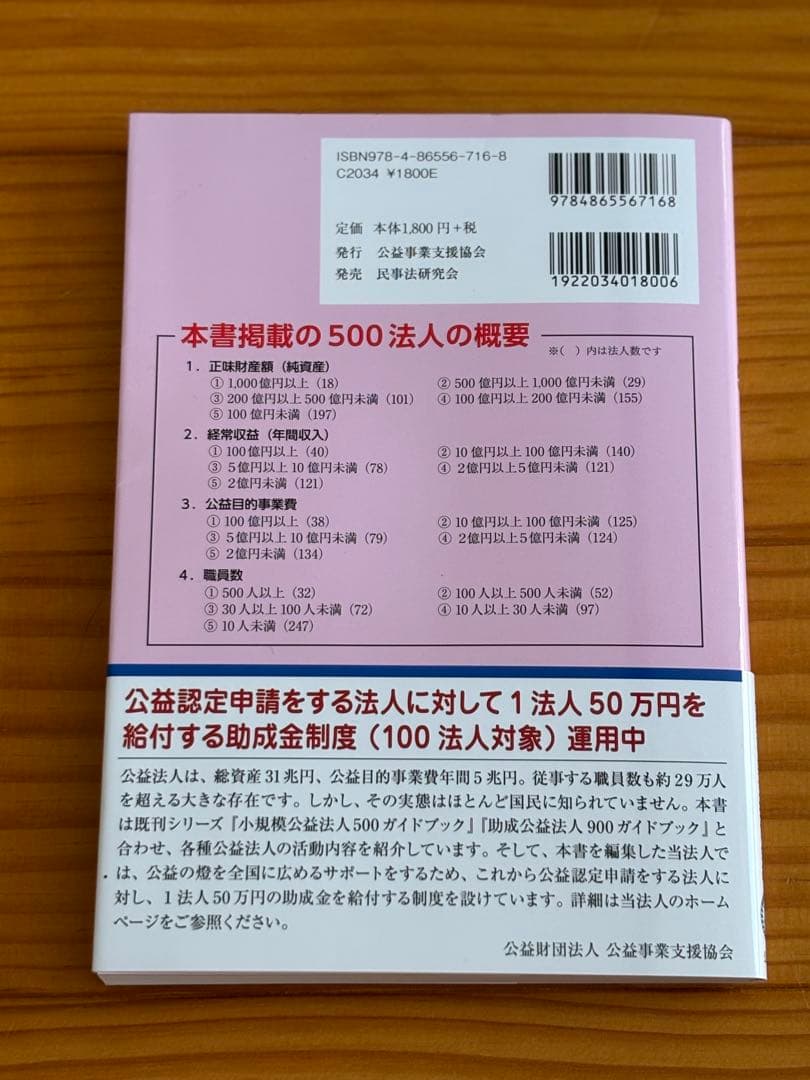 ISBN978-4-86556-716-8
C2034 ¥1800E
9784865567168
定価 本体1,800円+税
発行 公益事業支援協会
発売 民事法研究会
1922034018006
本書掲載の500法人の概要
※( )内は法人数です
1．正味財産額（純資産）
① 1,000億円以上（18） ② 500億円以上1,000億円未満（29）
③ 200億円以上500億円未満（101） ④ 100億円以上200億円未満（155）
⑤ 100億円未満（197）
2．経常収益（年間収入）
① 100億円以上（40） ② 10億円以上100億円未満（140）
③ 5億円以上10億円未満（78） ④ 2億円以上5億円未満（121）
⑤ 2億円未満（121）
3．公益目的事業費
① 100億円以上（38） ② 10億円以上100億円未満（125）
③ 5億円以上10億円未満（79） ④ 2億円以上5億円未満（124）
⑤ 2億円未満（134）
4．職員数
① 500人以上（32） ② 100人以上500人未満（52）
③ 30人以上100人未満（72） ④ 10人以上30人未満（97）
⑤ 10人未満（247）
公益認定申請をする法人に対して1法人50万円を
給付する助成金制度（100法人対象）運用中
公益法人は、総資産31兆円、公益目的事業費年間5兆円。従事する職員数も約29万人
を超える大きな存在です。しかし、その実態はほとんど国民に知られていません。本書
は既刊シリーズ『小規模公益法人500ガイドブック』『助成公益法人900ガイドブック』と
合わせ、各種公益法人の活動内容を紹介しています。そして、本書を編集した当法人で
は、公益の燈を全国に広めるサポートをするため、これから公益認定申請をする法人に
対し、1法人50万円の助成金を給付する制度を設けています。詳細は当法人のホーム
ページをご参照ください。
公益財団法人 公益事業支援協会